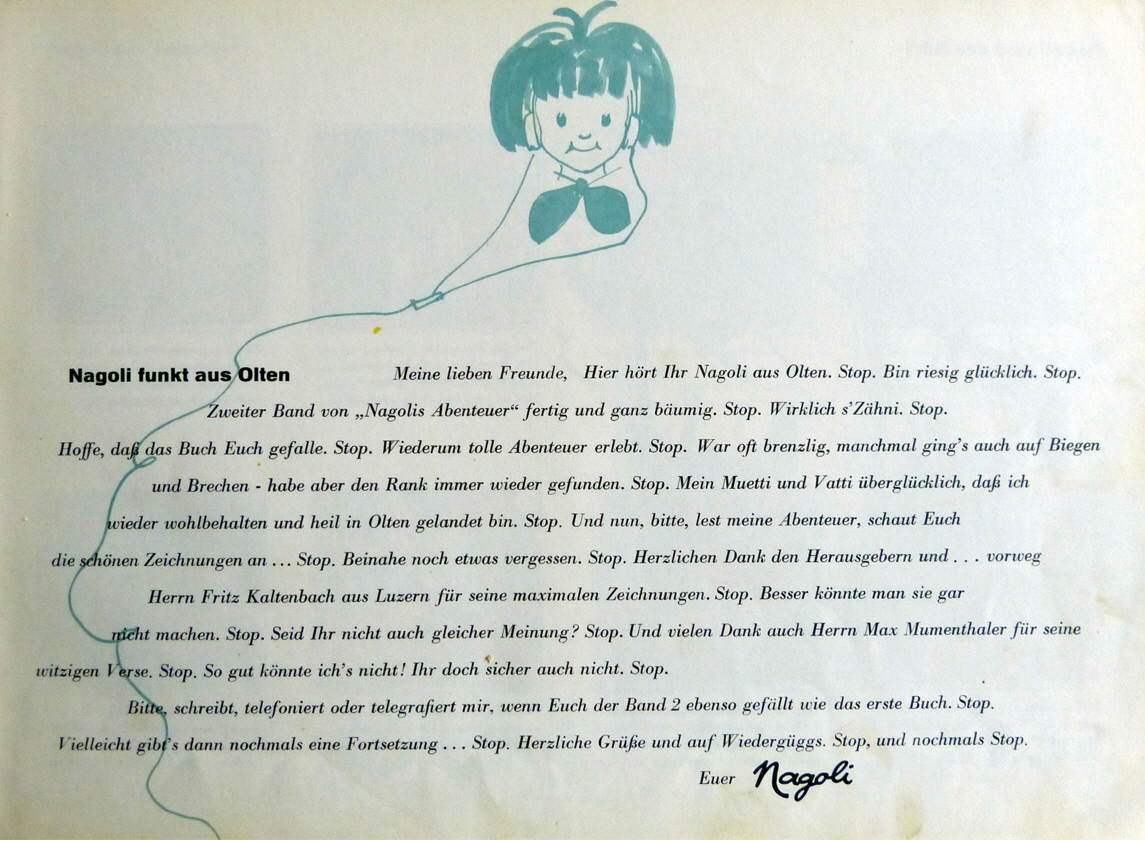 Nagoli funkt aus Olten Meine lieben Freunde, Hier hört Ihr Nagoli aus Olten. Stop. Bin riesig glücklich. Stop.
Zweiter Band von „Nagolis Abenteuer“ fertig und ganz bäumig. Stop. Wirklich s'Zähni. Stop.
Hoffe, daß das Buch Euch gefalle. Stop. Wiederum tolle Abenteuer erlebt. Stop. War oft brenzlig, manchmal ging's auch auf Biegen
und Brechen - habe aber den Rank immer wieder gefunden. Stop. Mein Muetti und Vatti überglücklich, daß ich
wieder wohlbehalten und heil in Olten gelandet bin. Stop. Und nun, bitte, lest meine Abenteuer, schaut Euch
die schönen Zeichnungen an ... Stop. Beinahe noch etwas vergessen. Stop. Herzlichen Dank den Herausgebern und . . . vorweg
Herrn Fritz Kaltenbach aus Luzern für seine maximalen Zeichnungen. Stop. Besser könnte man sie gar
nicht machen. Stop. Seid Ihr nicht auch gleicher Meinung? Stop. Und vielen Dank auch Herrn Max Mumenthaler für seine
witzigen Verse. Stop. So gut könnte ich's nicht! Ihr doch sicher auch nicht. Stop.
Bitte, schreibt, telefoniert oder telegrafiert mir, wenn Euch der Band 2 ebenso gefällt wie das erste Buch. Stop.
Vielleicht gibt's dann nochmals eine Fortsetzung ... Stop. Herzliche Grüße und auf Wiedergüggs. Stop, und nochmals Stop.
Euer Nagoli